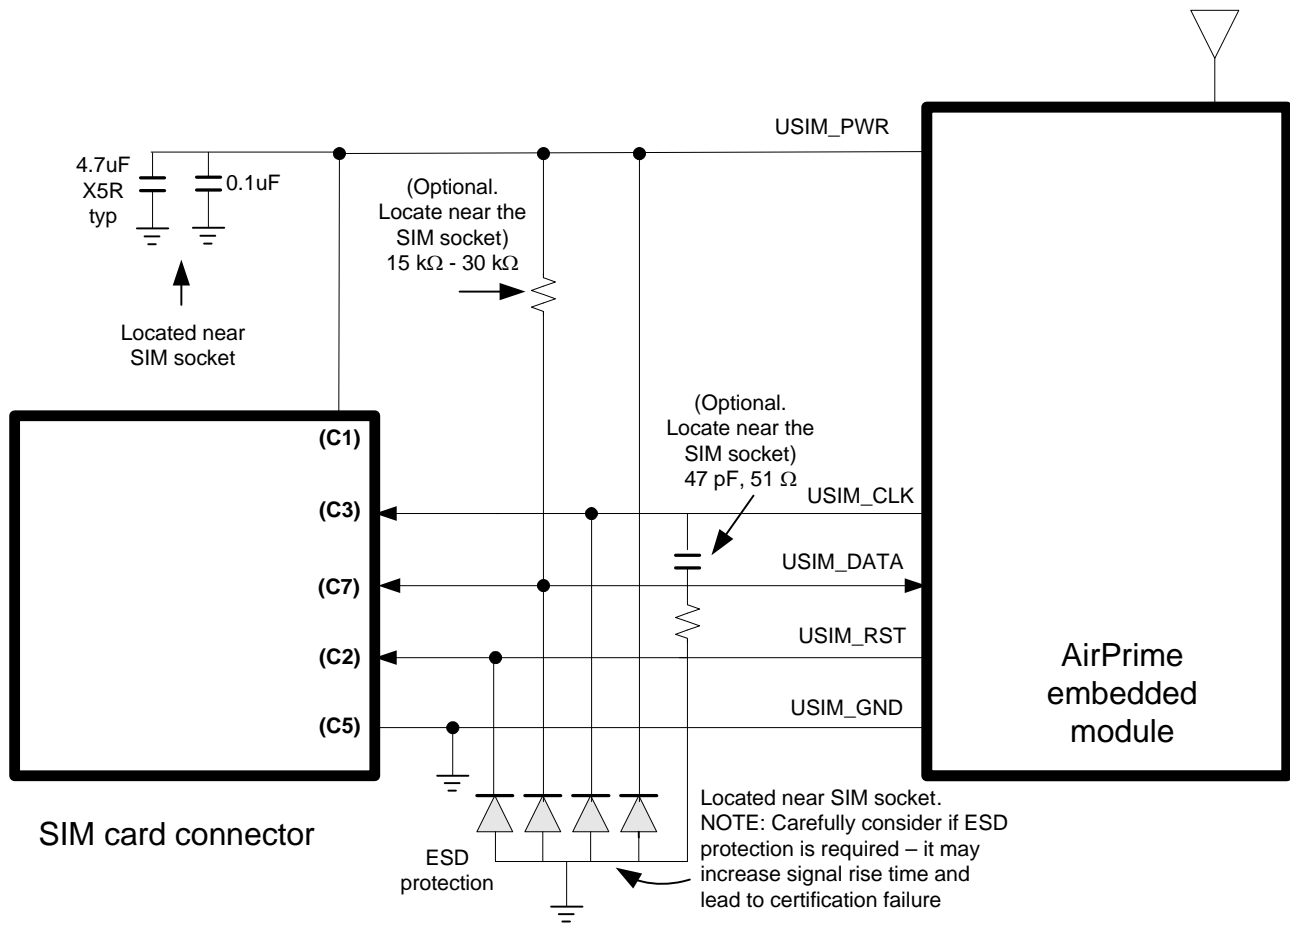 USIM_PWR
4.7uF
X5R
typ
0.1uF
(Optional.
Locate near the
SIM socket)
15 kΩ - 30 kΩ
Located near
SIM socket
(Optional.
Locate near the
SIM socket)
47 pF, 51 Ω
(C1)
(C3)
USIM_CLK
(C7)
USIM_DATA
(C2)
USIM_RST
(C5)
USIM_GND
AirPrime
embedded
module
SIM card connector
ESD
protection
Located near SIM socket.
NOTE: Carefully consider if ESD
protection is required – it may
increase signal rise time and
lead to certification failure